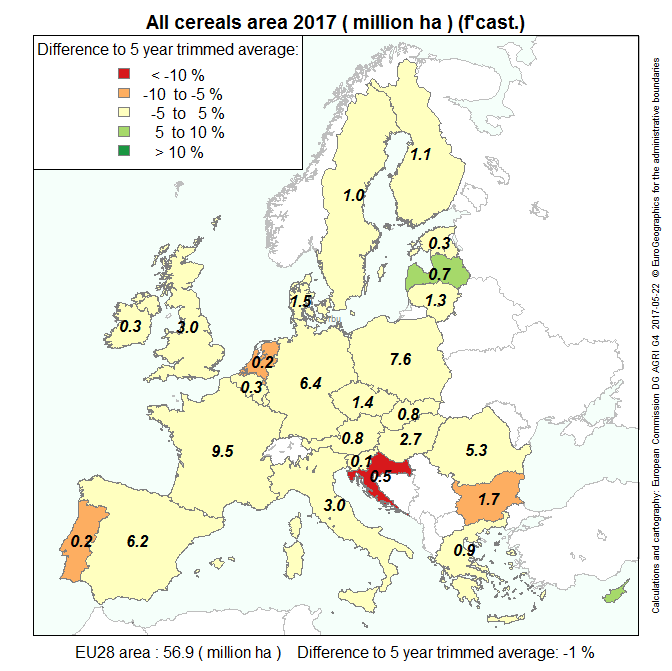 All cereals area 2017 ( million ha ) (f'cast.)
Difference to 5 year trimmed average:
< -10 %
-10 to -5 %
-5 to 5 %
5 to 10 %
> 10 %
1.1
1.0
0.3
0.7
1.3
1.5
0.3
3.0
0.2
0.3
6.4
7.6
1.4
0.8
0.8
2.7
5.3
9.5
0.1
0.5
3.0
1.7
0.2
6.2
0.9
EU28 area : 56.9 ( million ha ) Difference to 5 year trimmed average: -1 %
Calculations and cartography: European Commission DG AGRI G4 2017-05-22 © EuroGeographics for the administrative boundaries